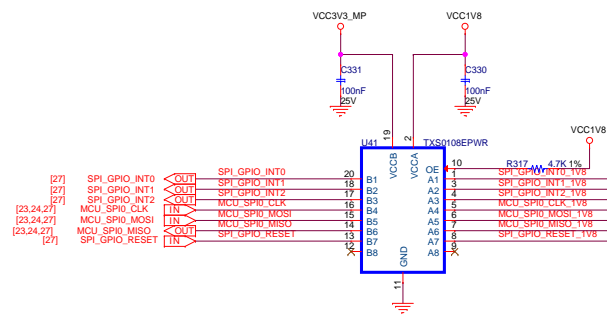 VCC3V3_MP
VCC1V8
C331
100nF
25V
C330
100nF
25V
VCC1V8
19
2
U41
TXS0108EPWR
VCCB
VCCA
OE
10
R317
4.7K 1%
[27]
SPI_GPIO_INT0
OUT
SPI_GPIO_INT0
20
B1
A1
1
SPI_GPIO_INT0_1V8
[27]
SPI_GPIO_INT1
OUT
SPI_GPIO_INT1
18
B2
A2
3
SPI_GPIO_INT1_1V8
[27]
SPI_GPIO_INT2
OUT
SPI_GPIO_INT2
17
B3
A3
4
SPI_GPIO_INT2_1V8
[23,24,27]
MCU_SPI0_CLK
IN
MCU_SPI0_CLK
16
B4
A4
5
MCU_SPI0_CLK_1V8
[23,24,27]
MCU_SPI0_MOSI
IN
MCU_SPI0_MOSI
15
B5
A5
6
MCU_SPI0_MOSI_1V8
[23,24,27]
MCU_SPI0_MISO
OUT
MCU_SPI0_MISO
14
B6
A6
7
MCU_SPI0_MISO_1V8
[27]
SPI_GPIO_RESET
IN
SPI_GPIO_RESET
13
B7
A7
8
SPI_GPIO_RESET_1V8
12
B8
A8
9
GND
11